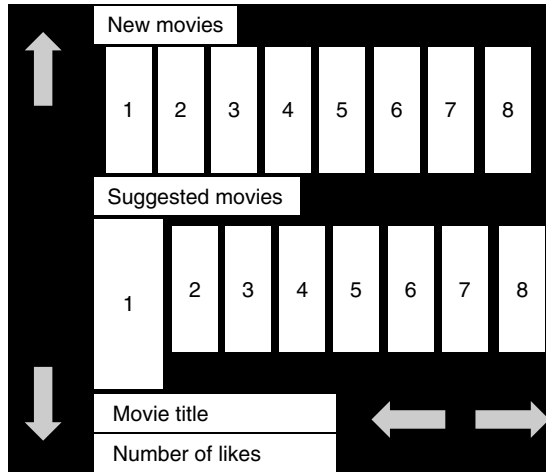 New movies
1 2 3 4 5 6 7 8
Suggested movies
1 2 3 4 5 6 7 8
Movie title
Number of likes